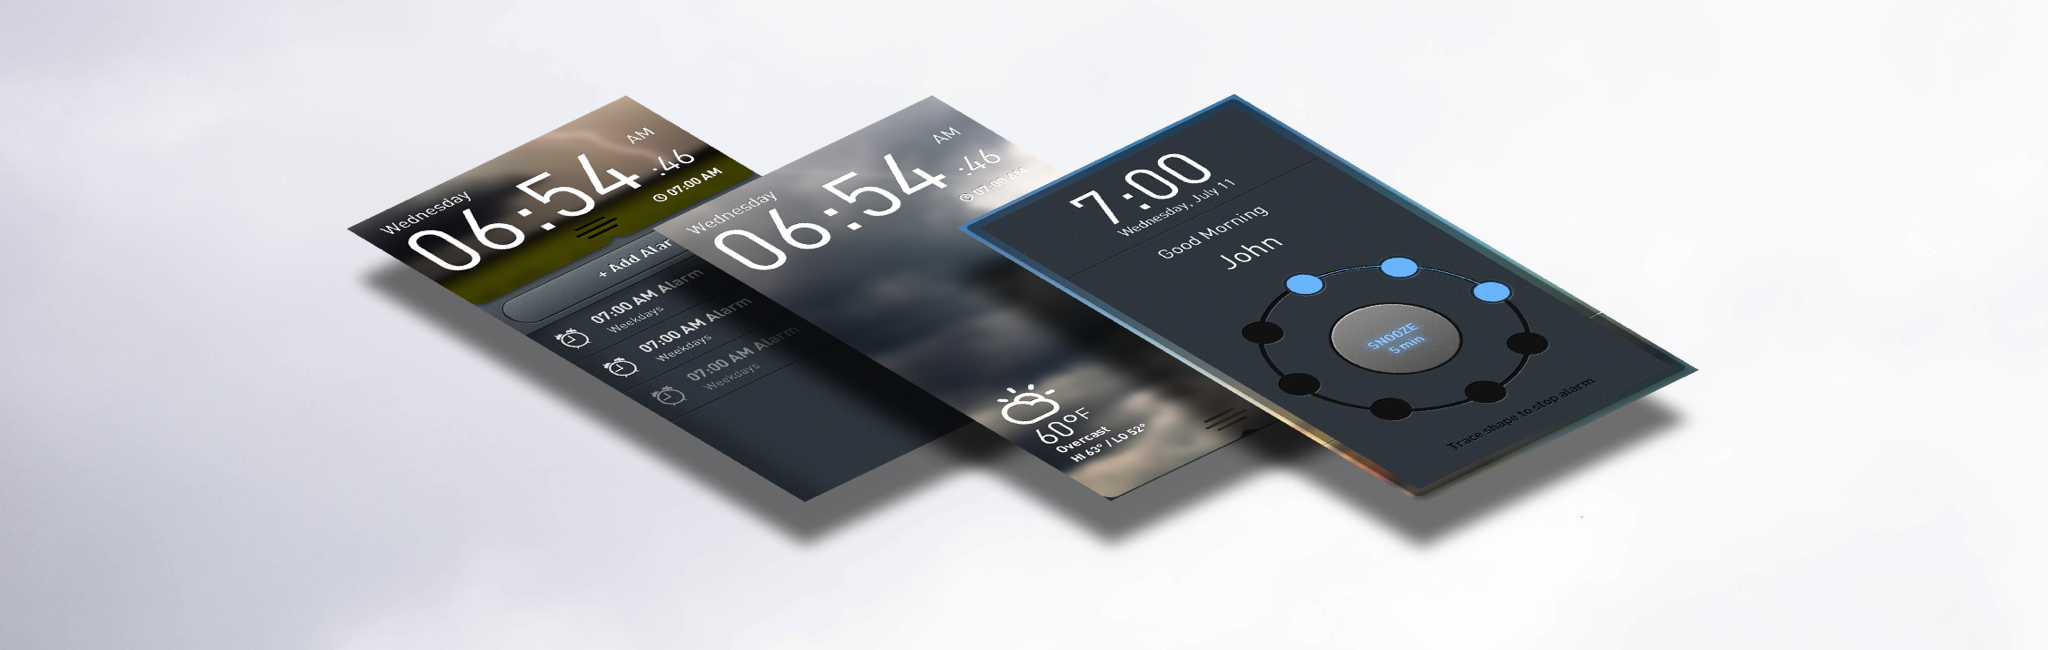 Wednesday
AM
06:54 :46
07:00 AM
+ Add Alar
07:00 AM Alarm
Weekdays
07:00 AM Alarm
Weekdays
07:00 AM Alarm
Weekdays
Wednesday
AM
06:54 :46
07:00 AM
60°F
Overcast
HI 63° / LO 52°
7:00
Wednesday, July 11
Good Morning
John
SNOOZE
5 min
Trace shape to stop alarm